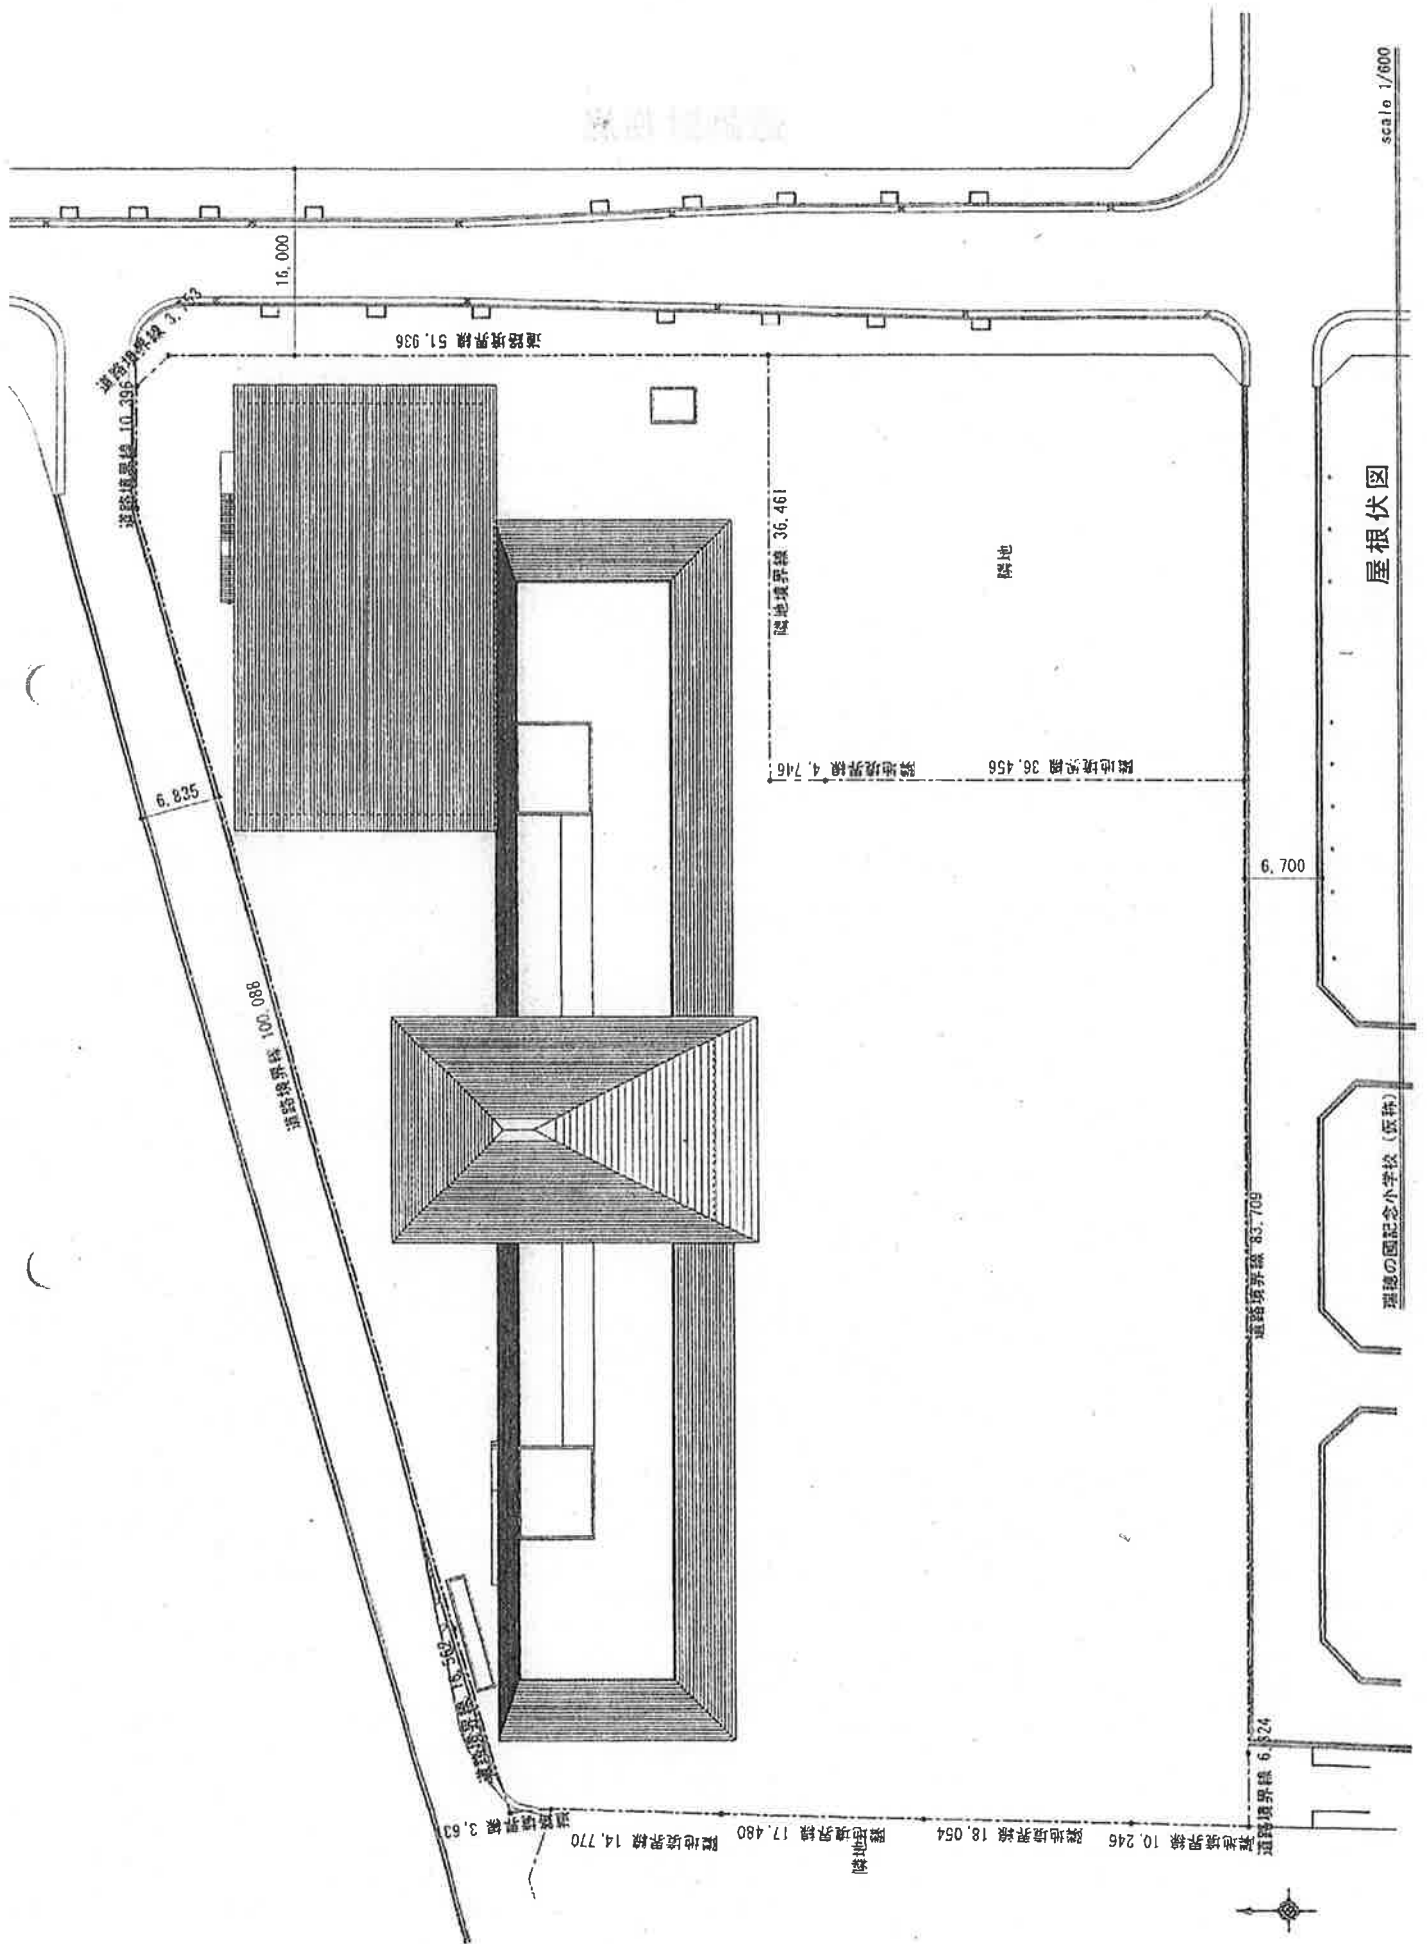 道路境界線 3,753
道路境界線 10,396
16,000
道路境界線 51,936
6,835
道路境界線 100,088
隣地境界線 36,461
隣地
隣地境界線 4,746
隣地境界線 36,456
6,700
道路境界線 83,709
道路境界線 16,562
道路境界線 3,63
隣地境界線 14,770
隣地境界線 17,480
隣地
隣地境界線 18,054
隣地境界線 10,246
道路境界線 6,324
瑞穂の國記念小学校(仮称)
屋根伏図
scale 1/600